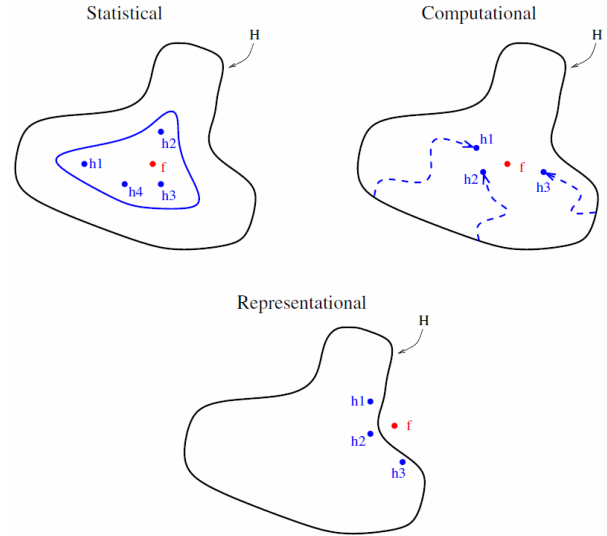 Statistical
H
h2
h1
f
h4
h3
Computational
H
h1
f
h2
h3
Representational
H
h1
f
h2
h3